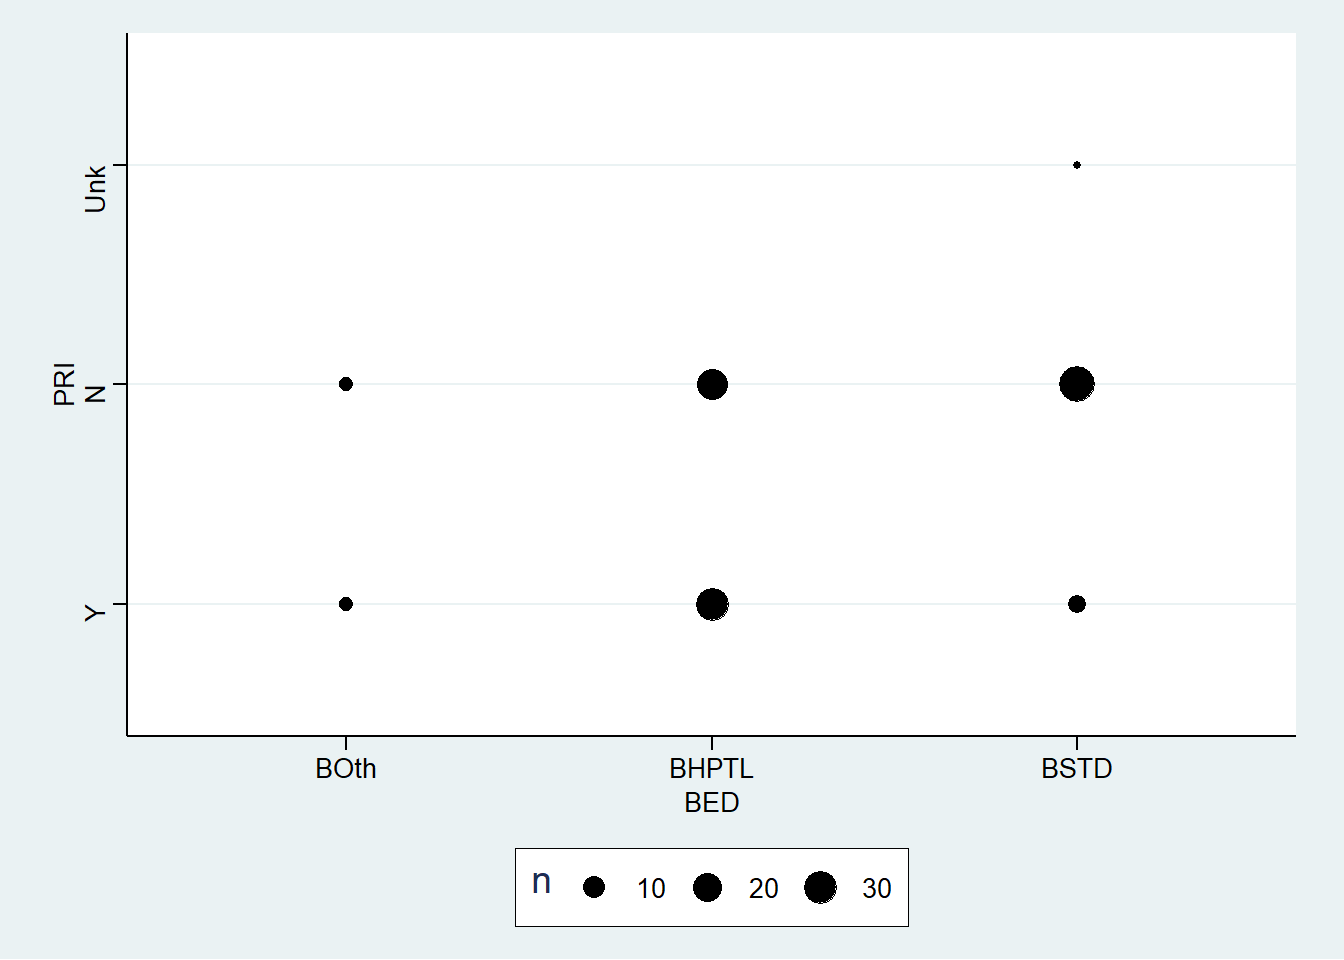 Unk
PRI
N
Y
BOth BHPTL BSTD
BED
n 10 20 30